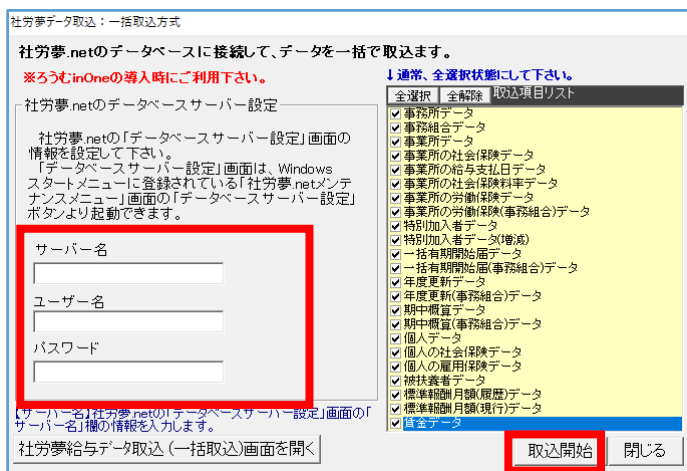 社労夢データ取込:一括取込方式
社労夢.netのデータベースに接続して、データを一括で取込ます。
※ろうむinOneの導入時にご利用下さい。
↓通常、全選択状態にして下さい。
全選択 全解除 取込項目リスト
社労夢.netのデータベースサーバー設定
社労夢.netの「データベースサーバー設定」画面の
情報を設定して下さい。
「データベースサーバー設定」画面は、Windows
スタートメニューに登録されている「社労夢.netメンテ
ナンスメニュー」画面の「データベースサーバー設定」
ボタンより起動できます。
サーバー名
ユーザー名
パスワード
【サーバー名】社労夢.netの「データベースサーバー設定」画面の「
サーバー名」欄の情報を入力します。
社労夢給与データ取込(一括取込)画面を開く
事務所データ
事務組合データ
事業所データ
事業所の社会保険データ
事業所の給与支払日データ
事業所の社会保険料率データ
事業所の労働保険データ
事業所の労働保険(事務組合)データ
特別加入者データ
特別加入者データ(増減)
一括有期開始届データ
一括有期開始届(事務組合)データ
年度更新データ
年度更新(事務組合)データ
期中概算データ
期中概算(事務組合)データ
個人データ
個人の社会保険データ
個人の雇用保険データ
被扶養者データ
標準報酬月額(履歴)データ
標準報酬月額(現行)データ
賃金データ
取込開始 閉じる